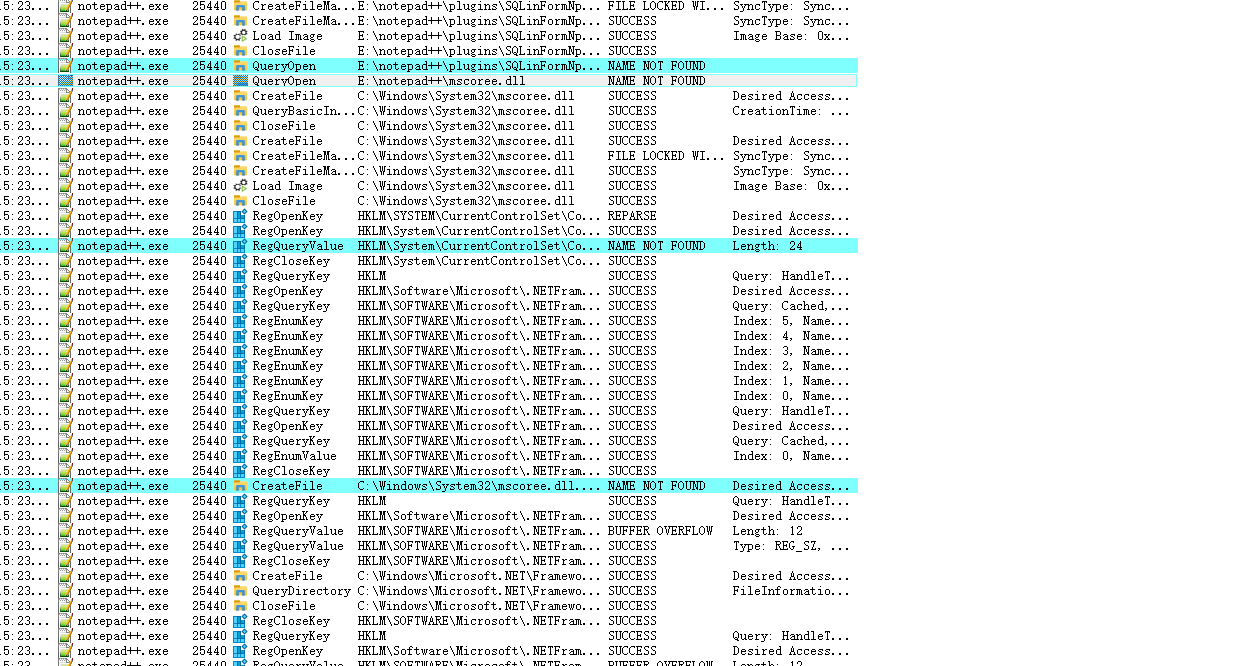 5:23... notepad++.exe 25440 CreateFileMa... E:\notepad++\plugins\SQLinFormNp... FILE LOCKED WI... SyncType: Sync...
5:23... notepad++.exe 25440 CreateFileMa... E:\notepad++\plugins\SQLinFormNp... SUCCESS SyncType: Sync...
5:23... notepad++.exe 25440 Load Image E:\notepad++\plugins\SQLinFormNp... SUCCESS Image Base: 0x...
5:23... notepad++.exe 25440 CloseFile E:\notepad++\plugins\SQLinFormNp... SUCCESS
5:23... notepad++.exe 25440 QueryOpen E:\notepad++\plugins\SQLinFormNp... NAME NOT FOUND
5:23... notepad++.exe 25440 QueryOpen E:\notepad++\mscoree.dll NAME NOT FOUND
5:23... notepad++.exe 25440 CreateFile C:\Windows\System32\mscoree.dll SUCCESS Desired Access...
5:23... notepad++.exe 25440 QueryBasicIn... C:\Windows\System32\mscoree.dll SUCCESS CreationTime: ...
5:23... notepad++.exe 25440 CloseFile C:\Windows\System32\mscoree.dll SUCCESS
5:23... notepad++.exe 25440 CreateFile C:\Windows\System32\mscoree.dll SUCCESS Desired Access...
5:23... notepad++.exe 25440 CreateFileMa... C:\Windows\System32\mscoree.dll FILE LOCKED WI... SyncType: Sync...
5:23... notepad++.exe 25440 CreateFileMa... C:\Windows\System32\mscoree.dll SUCCESS SyncType: Sync...
5:23... notepad++.exe 25440 Load Image C:\Windows\System32\mscoree.dll SUCCESS Image Base: 0x...
5:23... notepad++.exe 25440 CloseFile C:\Windows\System32\mscoree.dll SUCCESS
5:23... notepad++.exe 25440 RegOpenKey HKLM\SYSTEM\CurrentControlSet\Co... REPARSE Desired Access...
5:23... notepad++.exe 25440 RegOpenKey HKLM\System\CurrentControlSet\Co... SUCCESS Desired Access...
5:23... notepad++.exe 25440 RegQueryValue HKLM\System\CurrentControlSet\Co... NAME NOT FOUND Length: 24
5:23... notepad++.exe 25440 RegCloseKey HKLM\System\CurrentControlSet\Co... SUCCESS
5:23... notepad++.exe 25440 RegQueryKey HKLM SUCCESS Query: HandleT...
5:23... notepad++.exe 25440 RegOpenKey HKLM\Software\Microsoft\.NETFram... SUCCESS Desired Access...
5:23... notepad++.exe 25440 RegQueryKey HKLM\SOFTWARE\Microsoft\.NETFram... SUCCESS Query: Cached,...
5:23... notepad++.exe 25440 RegEnumKey HKLM\SOFTWARE\Microsoft\.NETFram... SUCCESS Index: 5, Name...
5:23... notepad++.exe 25440 RegEnumKey HKLM\SOFTWARE\Microsoft\.NETFram... SUCCESS Index: 4, Name...
5:23... notepad++.exe 25440 RegEnumKey HKLM\SOFTWARE\Microsoft\.NETFram... SUCCESS Index: 3, Name...
5:23... notepad++.exe 25440 RegEnumKey HKLM\SOFTWARE\Microsoft\.NETFram... SUCCESS Index: 2, Name...
5:23... notepad++.exe 25440 RegEnumKey HKLM\SOFTWARE\Microsoft\.NETFram... SUCCESS Index: 1, Name...
5:23... notepad++.exe 25440 RegEnumKey HKLM\SOFTWARE\Microsoft\.NETFram... SUCCESS Index: 0, Name...
5:23... notepad++.exe 25440 RegQueryKey HKLM\SOFTWARE\Microsoft\.NETFram... SUCCESS Query: HandleT...
5:23... notepad++.exe 25440 RegOpenKey HKLM\SOFTWARE\Microsoft\.NETFram... SUCCESS Desired Access...
5:23... notepad++.exe 25440 RegQueryKey HKLM\SOFTWARE\Microsoft\.NETFram... SUCCESS Query: Cached,...
5:23... notepad++.exe 25440 RegEnumValue HKLM\SOFTWARE\Microsoft\.NETFram... SUCCESS Index: 0, Name...
5:23... notepad++.exe 25440 RegCloseKey HKLM\SOFTWARE\Microsoft\.NETFram... SUCCESS
5:23... notepad++.exe 25440 CreateFile C:\Windows\System32\mscoree.dll.... NAME NOT FOUND Desired Access...
5:23... notepad++.exe 25440 RegQueryKey HKLM SUCCESS Query: HandleT...
5:23... notepad++.exe 25440 RegOpenKey HKLM\Software\Microsoft\.NETFram... SUCCESS Desired Access...
5:23... notepad++.exe 25440 RegQueryValue HKLM\SOFTWARE\Microsoft\.NETFram... BUFFER OVERFLOW Length: 12
5:23... notepad++.exe 25440 RegQueryValue HKLM\SOFTWARE\Microsoft\.NETFram... SUCCESS Type: REG_SZ, ...
5:23... notepad++.exe 25440 RegCloseKey HKLM\SOFTWARE\Microsoft\.NETFram... SUCCESS
5:23... notepad++.exe 25440 CreateFile C:\Windows\Microsoft.NET\Framewo... SUCCESS Desired Access...
5:23... notepad++.exe 25440 QueryDirectory C:\Windows\Microsoft.NET\Framewo... SUCCESS FileInformatio...
5:23... notepad++.exe 25440 CloseFile C:\Windows\Microsoft.NET\Framewo... SUCCESS
5:23... notepad++.exe 25440 RegCloseKey HKLM\SOFTWARE\Microsoft\.NETFram... SUCCESS
5:23... notepad++.exe 25440 RegQueryKey HKLM SUCCESS Query: HandleT...
5:23... notepad++.exe 25440 RegOpenKey HKLM\Software\Microsoft\.NETFram... SUCCESS Desired Access...
5:23... notepad++.exe 25440 RegQueryValue HKLM\SOFTWARE\Microsoft\.NETFram... BUFFER OVERFLOW Length: 12